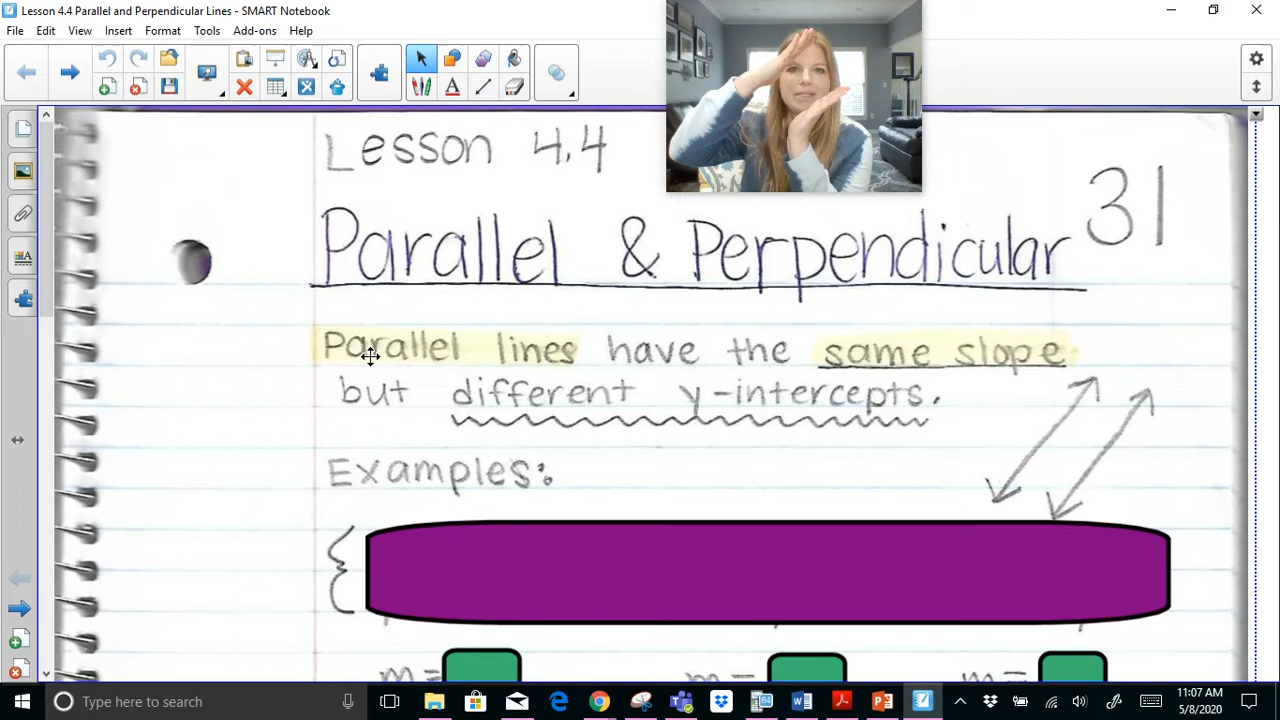 Lesson 4.4 Parallel and Perpendicular Lines - SMART Notebook
File Edit View Insert Format Tools Add-ons Help
Lesson 4.4
31
Parallel & Perpendicular
Parallel lines have the same slope
but different y-intercepts.
Examples:
m= m= m=
Type here to search
11:07 AM
5/8/2020